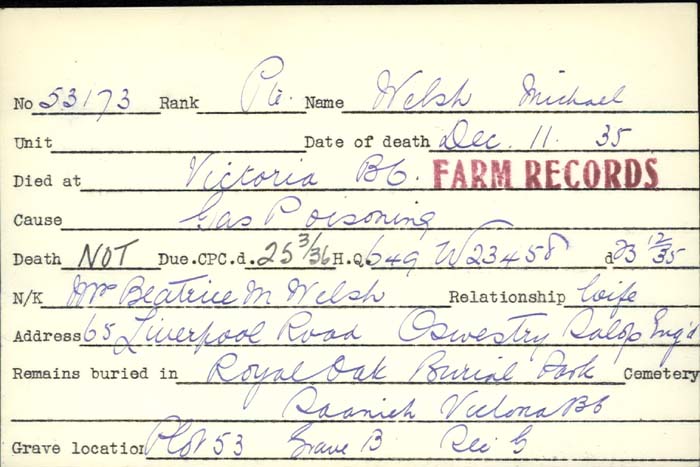 No 53173 Rank Pte. Name Welsh Michael
Unit Date of death Dec. 11. 35
Died at Victoria BC. FARM RECORDS
Cause Gas Poisoning
Death NOT Due.CPC.d. 25 3/36 H.Q. 649 W23458 d 23 12/35
N/K Mrs Beatrice M Welsh Relationship Wife
Address 65 Liverpool Road Oswestry Salop Eng'd
Remains buried in Royal Oak Burial Park Cemetery
Saanich Victoria BC
Grave location Plot 53 Grave B Sec G